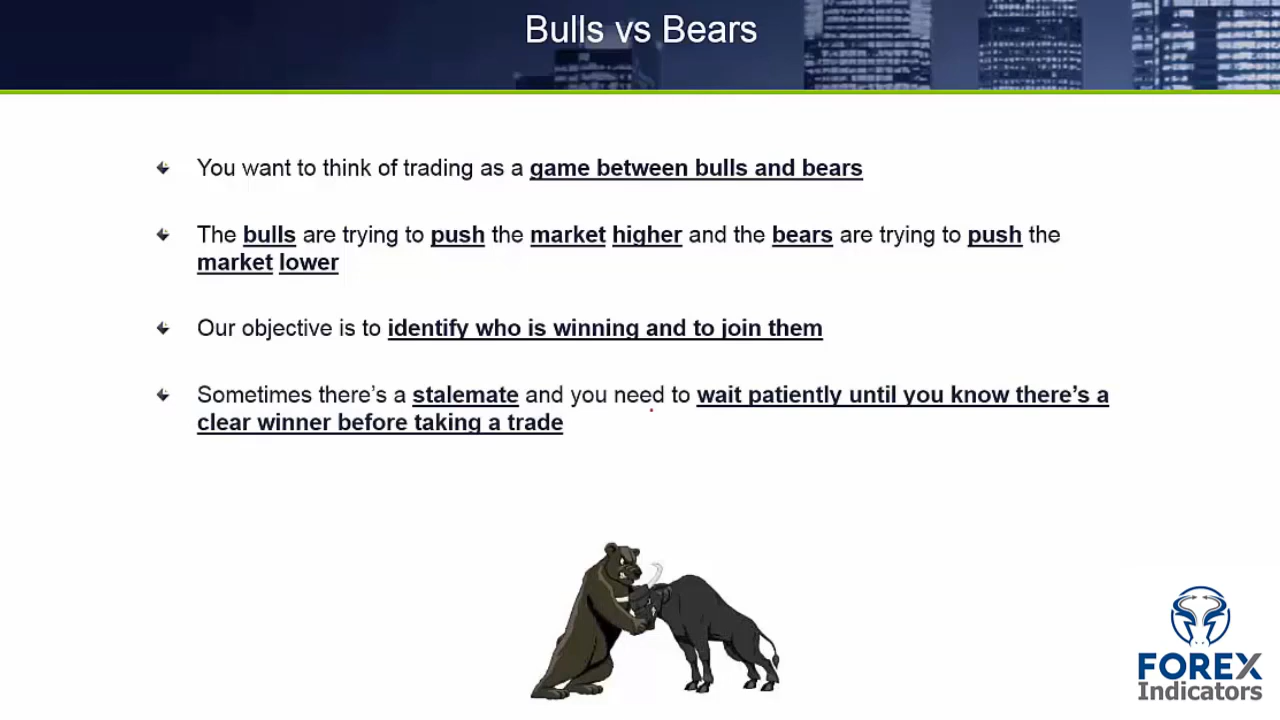 Bulls vs Bears
You want to think of trading as a game between bulls and bears
The bulls are trying to push the market higher and the bears are trying to push the
market lower
Our objective is to identify who is winning and to join them
Sometimes there's a stalemate and you need to wait patiently until you know there's a
clear winner before taking a trade
FOREX
Indicators